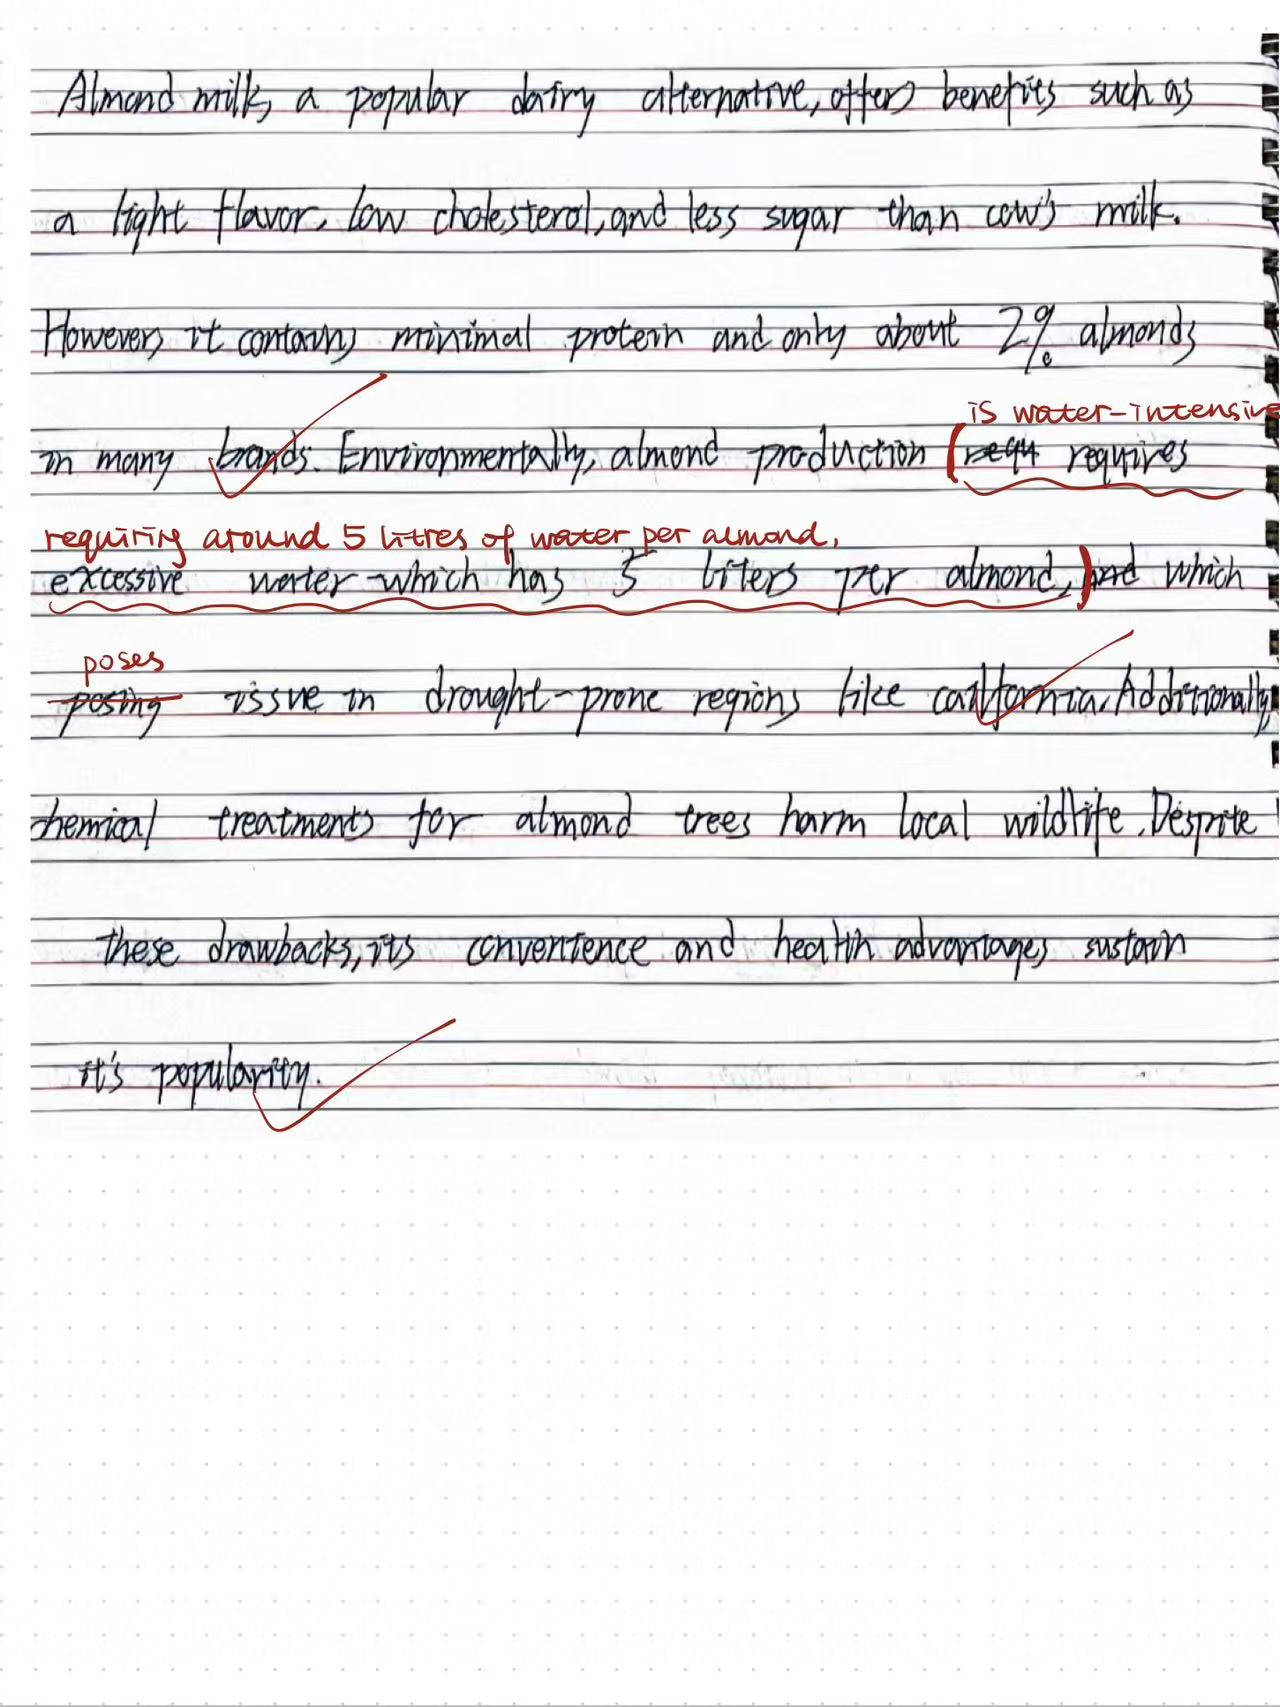 Almond milk, a popular dairy alternative, offers benefits such as
a light flavor, low cholesterol, and less sugar than cow's milk.
However, it contains minimal protein and only about 2% almonds
is water-intensive
in many brands. Environmentally, almond production requ requires
requiring around 5 litres of water per almond,
excessive water which has 5 liters per almond, and which
poses
posing issue in drought-prone regions like California. Additionally,
chemical treatments for almond trees harm local wildlife. Despite
these drawbacks, its convenience and health advantages sustain
it's popularity.